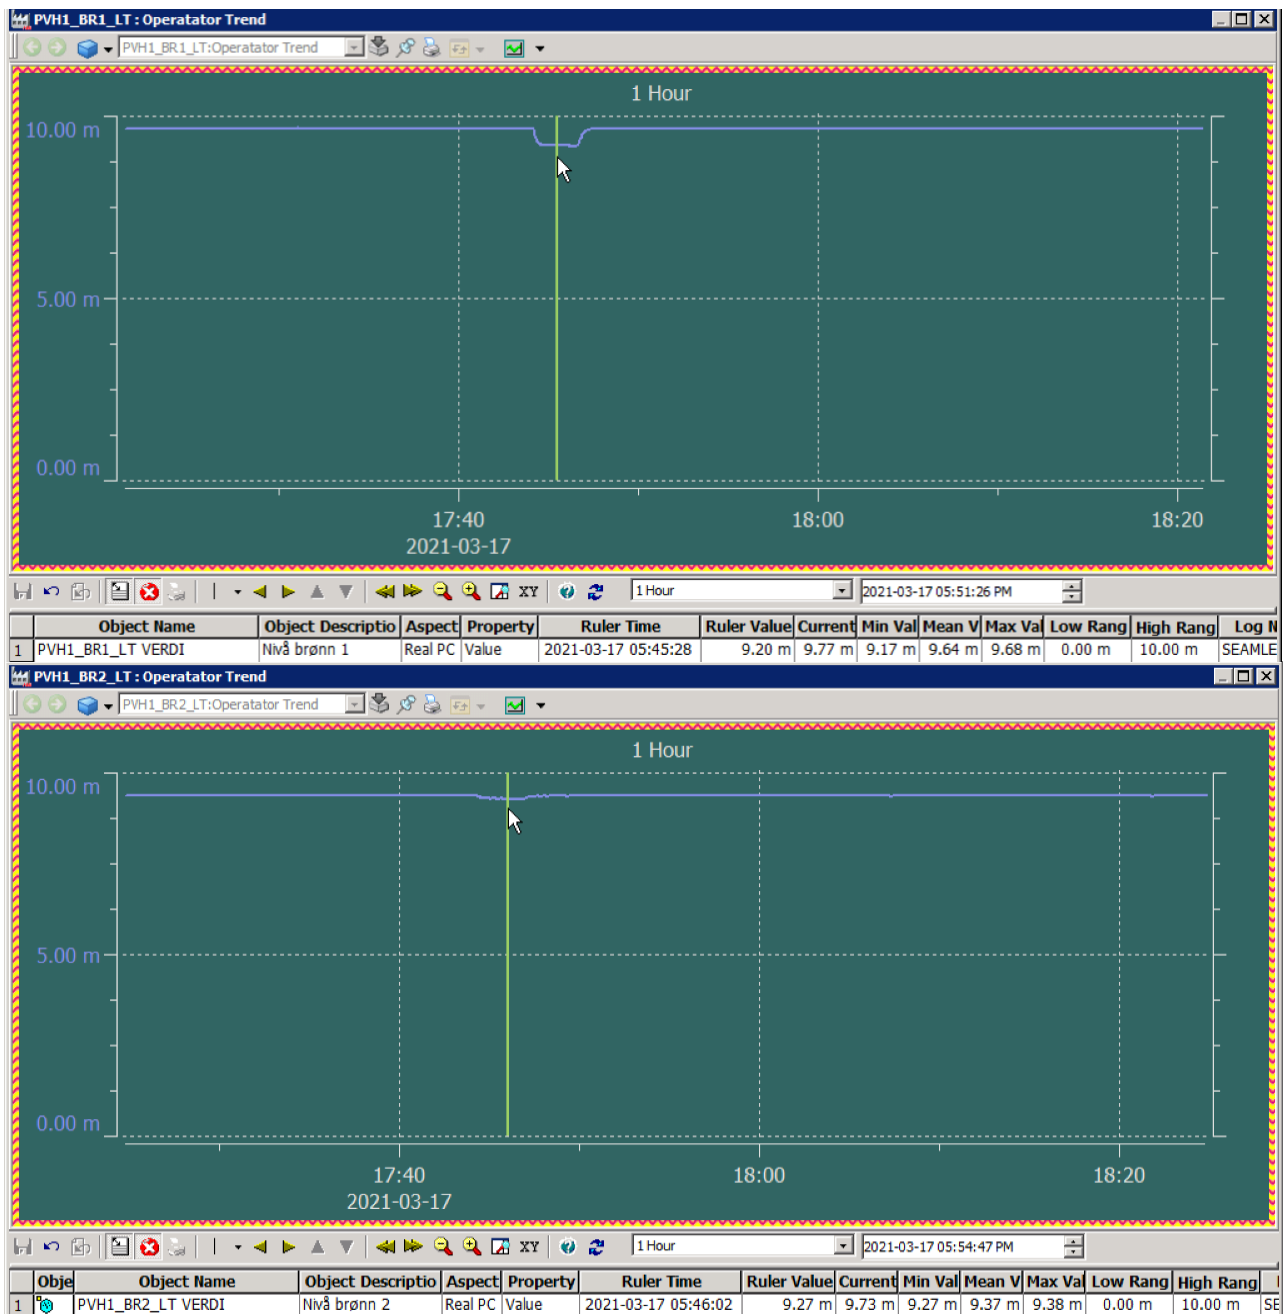 PVH1_BR1_LT : Operatator Trend
PVH1_BR1_LT:Operatator Trend
1 Hour
10.00 m
5.00 m
0.00 m
17:40 18:00 18:20
2021-03-17
XY 1 Hour 2021-03-17 05:51:26 PM
Object Name Object Descriptio Aspect Property Ruler Time Ruler Value Current Min Val Mean V Max Val Low Rang High Rang Log N
1 PVH1_BR1_LT VERDI Nivå brønn 1 Real PC Value 2021-03-17 05:45:28 9.20 m 9.77 m 9.17 m 9.64 m 9.68 m 0.00 m 10.00 m SEAMLE
PVH1_BR2_LT : Operatator Trend
PVH1_BR2_LT:Operatator Trend
1 Hour
10.00 m
5.00 m
0.00 m
17:40 18:00 18:20
2021-03-17
XY 1 Hour 2021-03-17 05:54:47 PM
Obje Object Name Object Descriptio Aspect Property Ruler Time Ruler Value Current Min Val Mean V Max Val Low Rang High Rang
1 PVH1_BR2_LT VERDI Nivå brønn 2 Real PC Value 2021-03-17 05:46:02 9.27 m 9.73 m 9.27 m 9.37 m 9.38 m 0.00 m 10.00 m SE